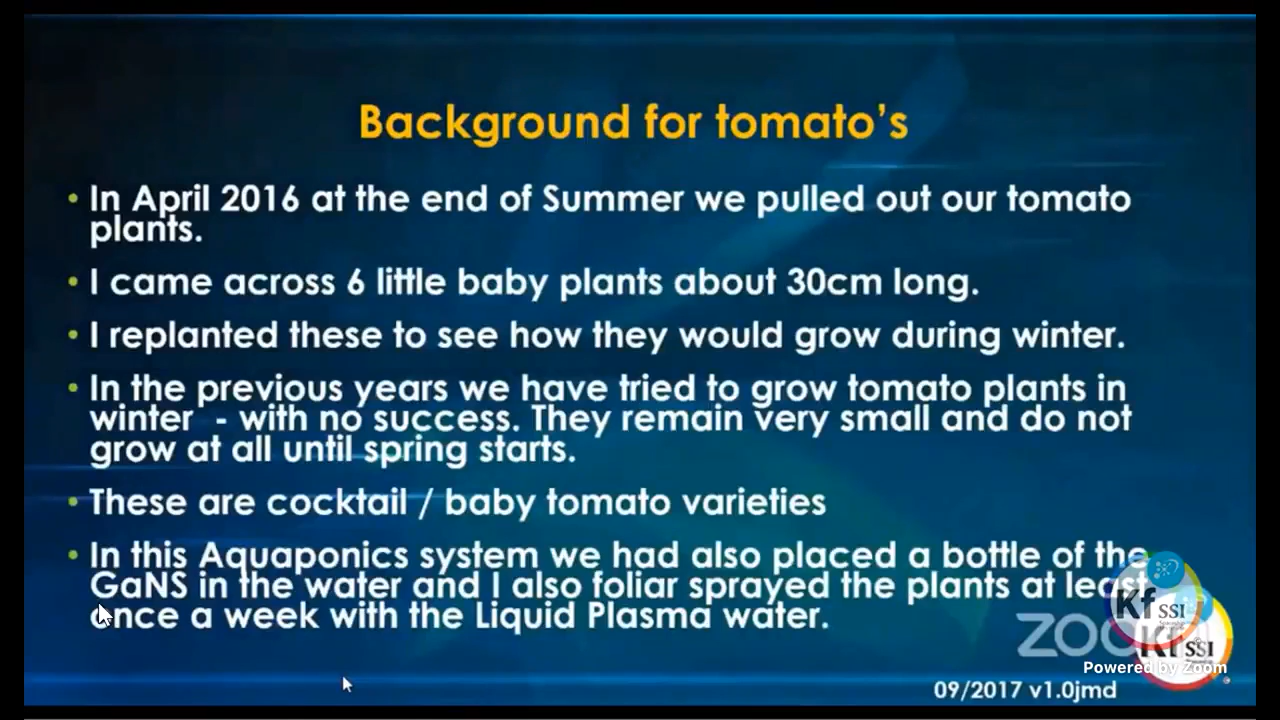 Background for tomato's
• In April 2016 at the end of Summer we pulled out our tomato
plants.
• I came across 6 little baby plants about 30cm long.
• I replanted these to see how they would grow during winter.
• In the previous years we have tried to grow tomato plants in
winter - with no success. They remain very small and do not
grow at all until spring starts.
• These are cocktail / baby tomato varieties
• In this Aquaponics system we had also placed a bottle of the
GaNS in the water and I also foliar sprayed the plants at least
once a week with the Liquid Plasma water.
Kf SSI
Kf SSI
Powered by Zoom
09/2017 v1.0jmd